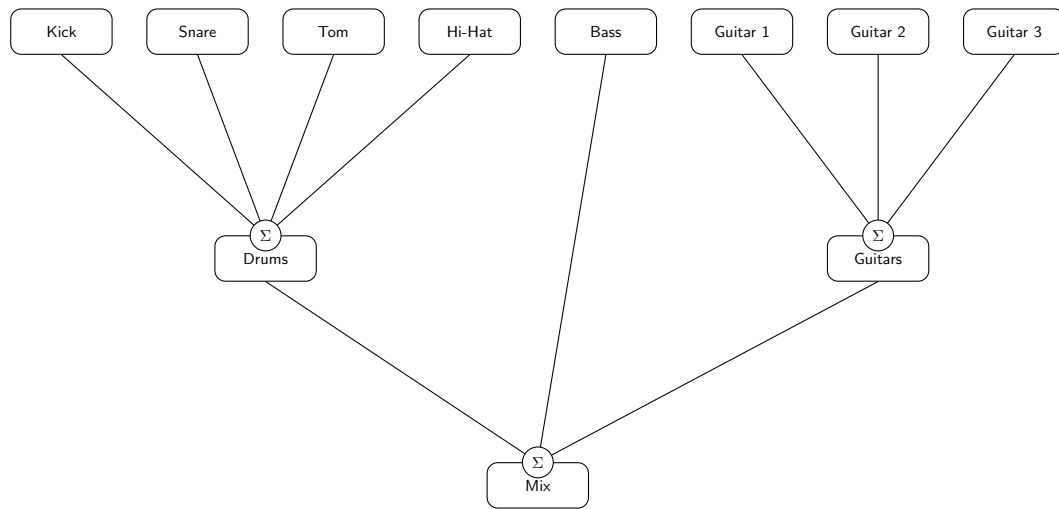 Kick
Snare
Tom
Hi-Hat
Bass
Guitar 1
Guitar 2
Guitar 3
Σ
Drums
Σ
Guitars
Σ
Mix